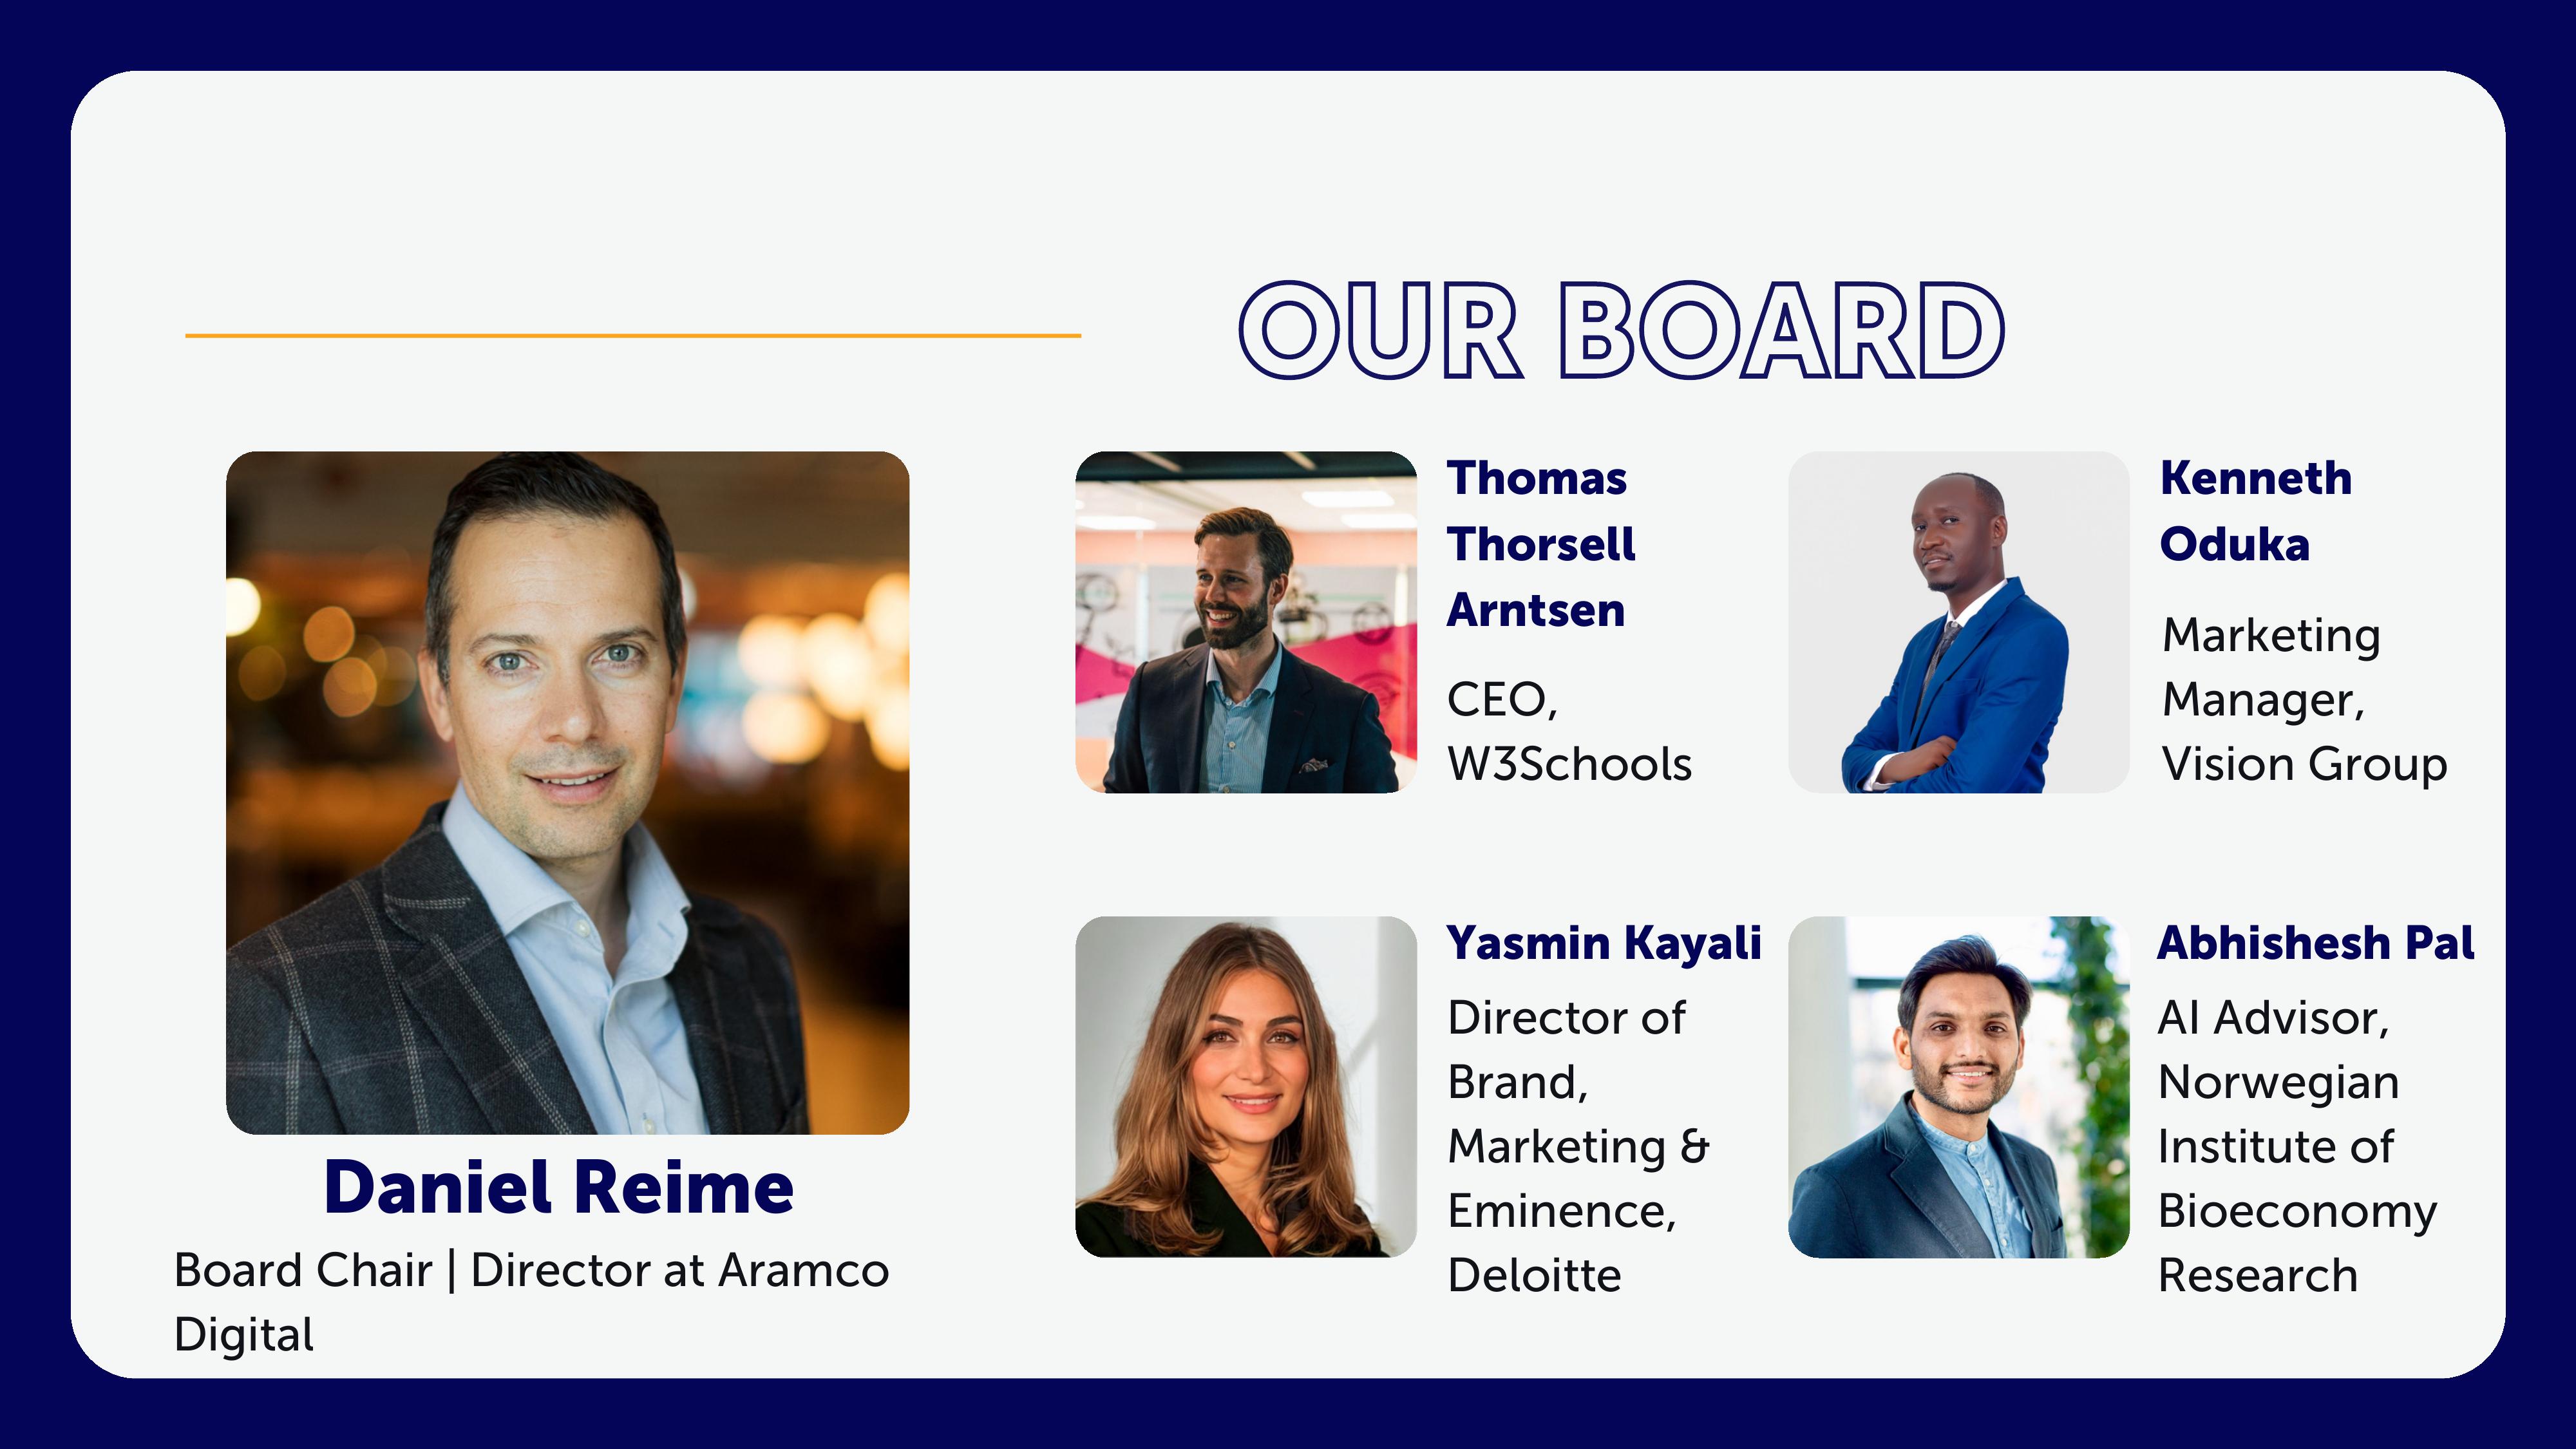 OUR BOARD
Daniel Reime
Board Chair | Director at Aramco
Digital
Thomas
Thorsell
Arntsen
CEO,
W3Schools
Kenneth
Oduka
Marketing
Manager,
Vision Group
Yasmin Kayali
Director of
Brand,
Marketing &
Eminence,
Deloitte
Abhishesh Pal
AI Advisor,
Norwegian
Institute of
Bioeconomy
Research